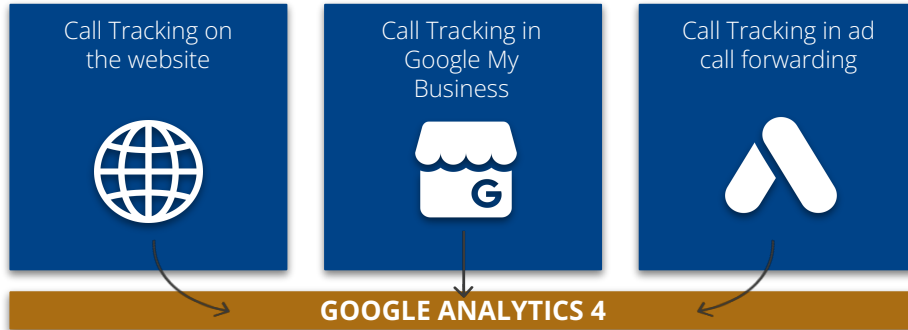 Call Tracking on
the website
Call Tracking in
Google My
Business
G
Call Tracking in ad
call forwarding
GOOGLE ANALYTICS 4